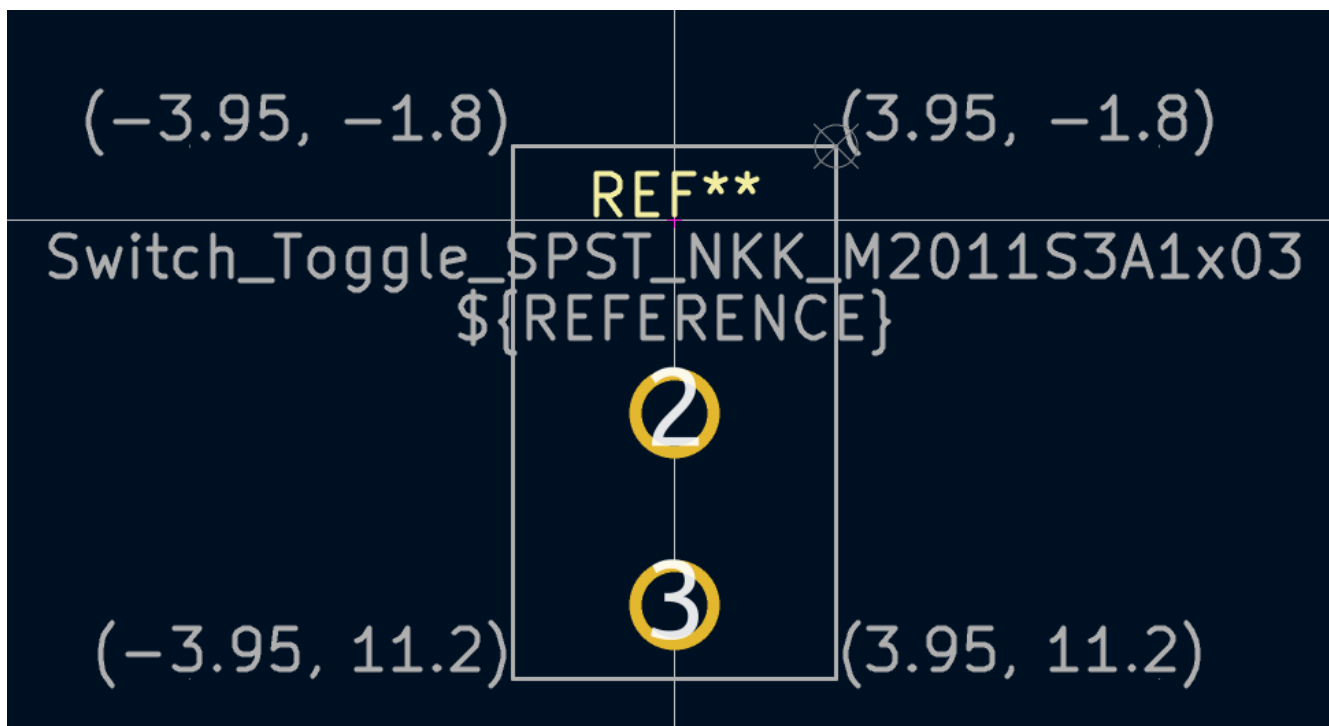 (−3.95, −1.8) (3.95, −1.8)
REF**
Switch_Toggle_SPST_NKK_M2011S3A1x03
${REFERENCE}
2
3
(−3.95, 11.2) (3.95, 11.2)